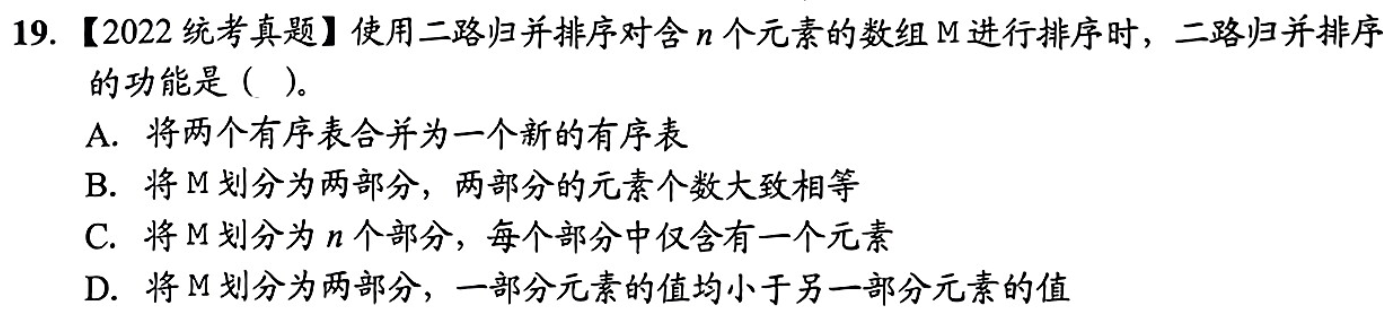 19. 【2022 统考真题】使用二路归并排序对含 n 个元素的数组 M 进行排序时，二路归并排序
的功能是（ ）。
A. 将两个有序表合并为一个新的有序表
B. 将 M 划分为两部分，两部分的元素个数大致相等
C. 将 M 划分为 n 个部分，每个部分中仅含有一个元素
D. 将 M 划分为两部分，一部分元素的值均小于另一部分元素的值